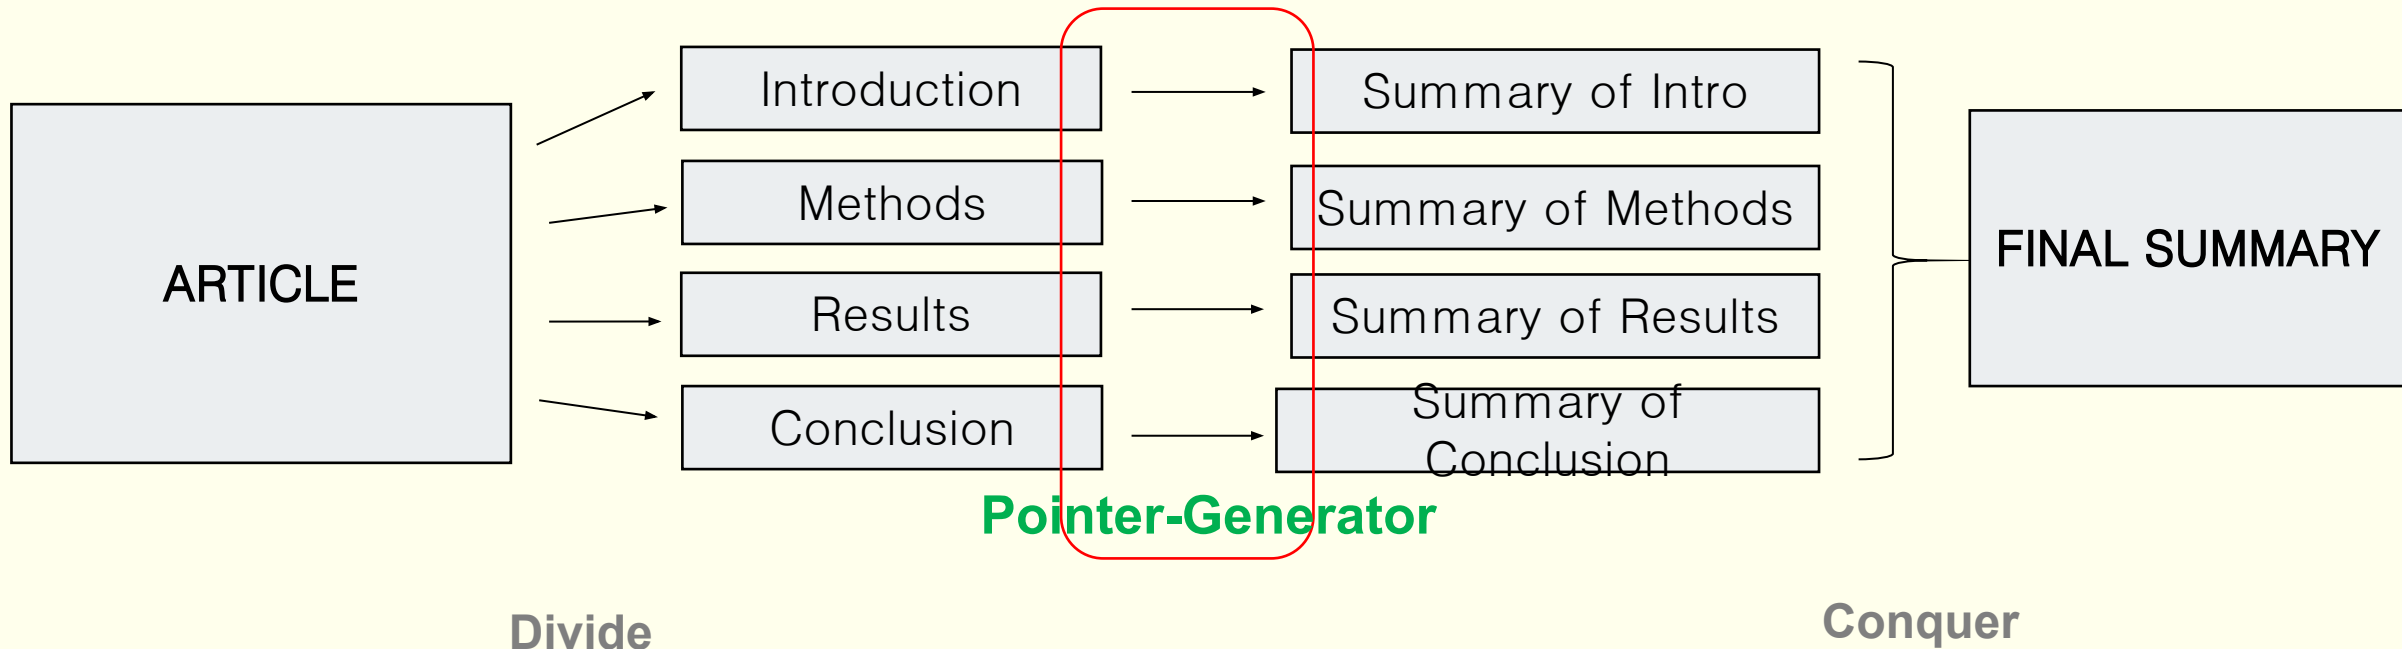 ARTICLE
Introduction
Methods
Results
Conclusion
Summary of Intro
Summary of Methods
Summary of Results
Summary of
Conclusion
FINAL SUMMARY
Pointer-Generator
Divide
Conquer